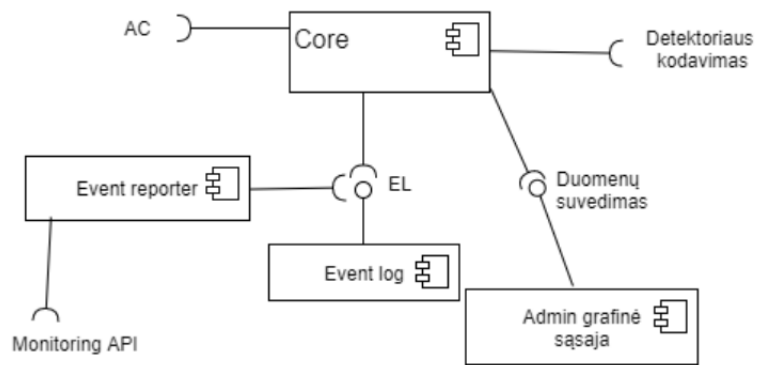 AC
Core
Detektoriaus
kodavimas
Event reporter
EL
Duomenų
suvedimas
Event log
Admin grafinė
sąsaja
Monitoring API